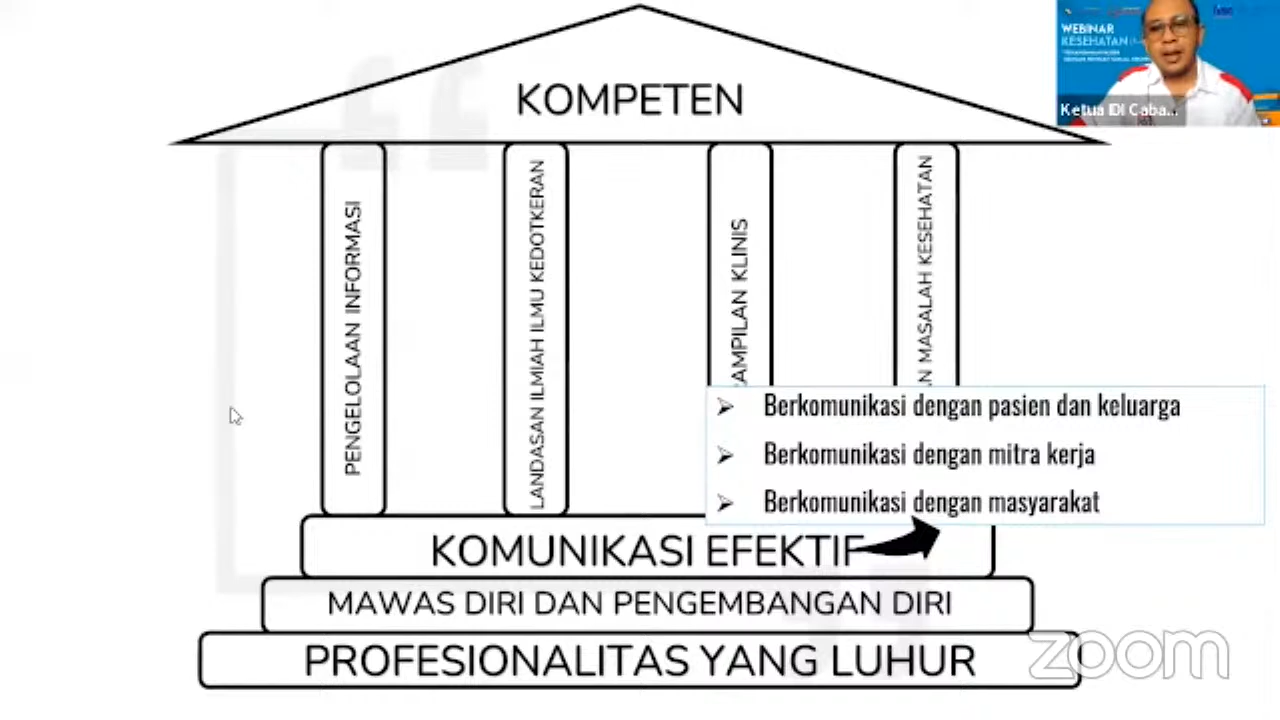 KOMPETEN
WEBINAR
KESEHATAN
Ketua IDI Caba...
PENGELOLAAN INFORMASI
LANDASAN ILMIAH ILMU KEDOTKERAN
AMPILAN KLINIS
N MASALAH KESEHATAN
➢ Berkomunikasi dengan pasien dan keluarga
➢ Berkomunikasi dengan mitra kerja
➢ Berkomunikasi dengan masyarakat
KOMUNIKASI EFEKTIF
MAWAS DIRI DAN PENGEMBANGAN DIRI
PROFESIONALITAS YANG LUHUR
zoom